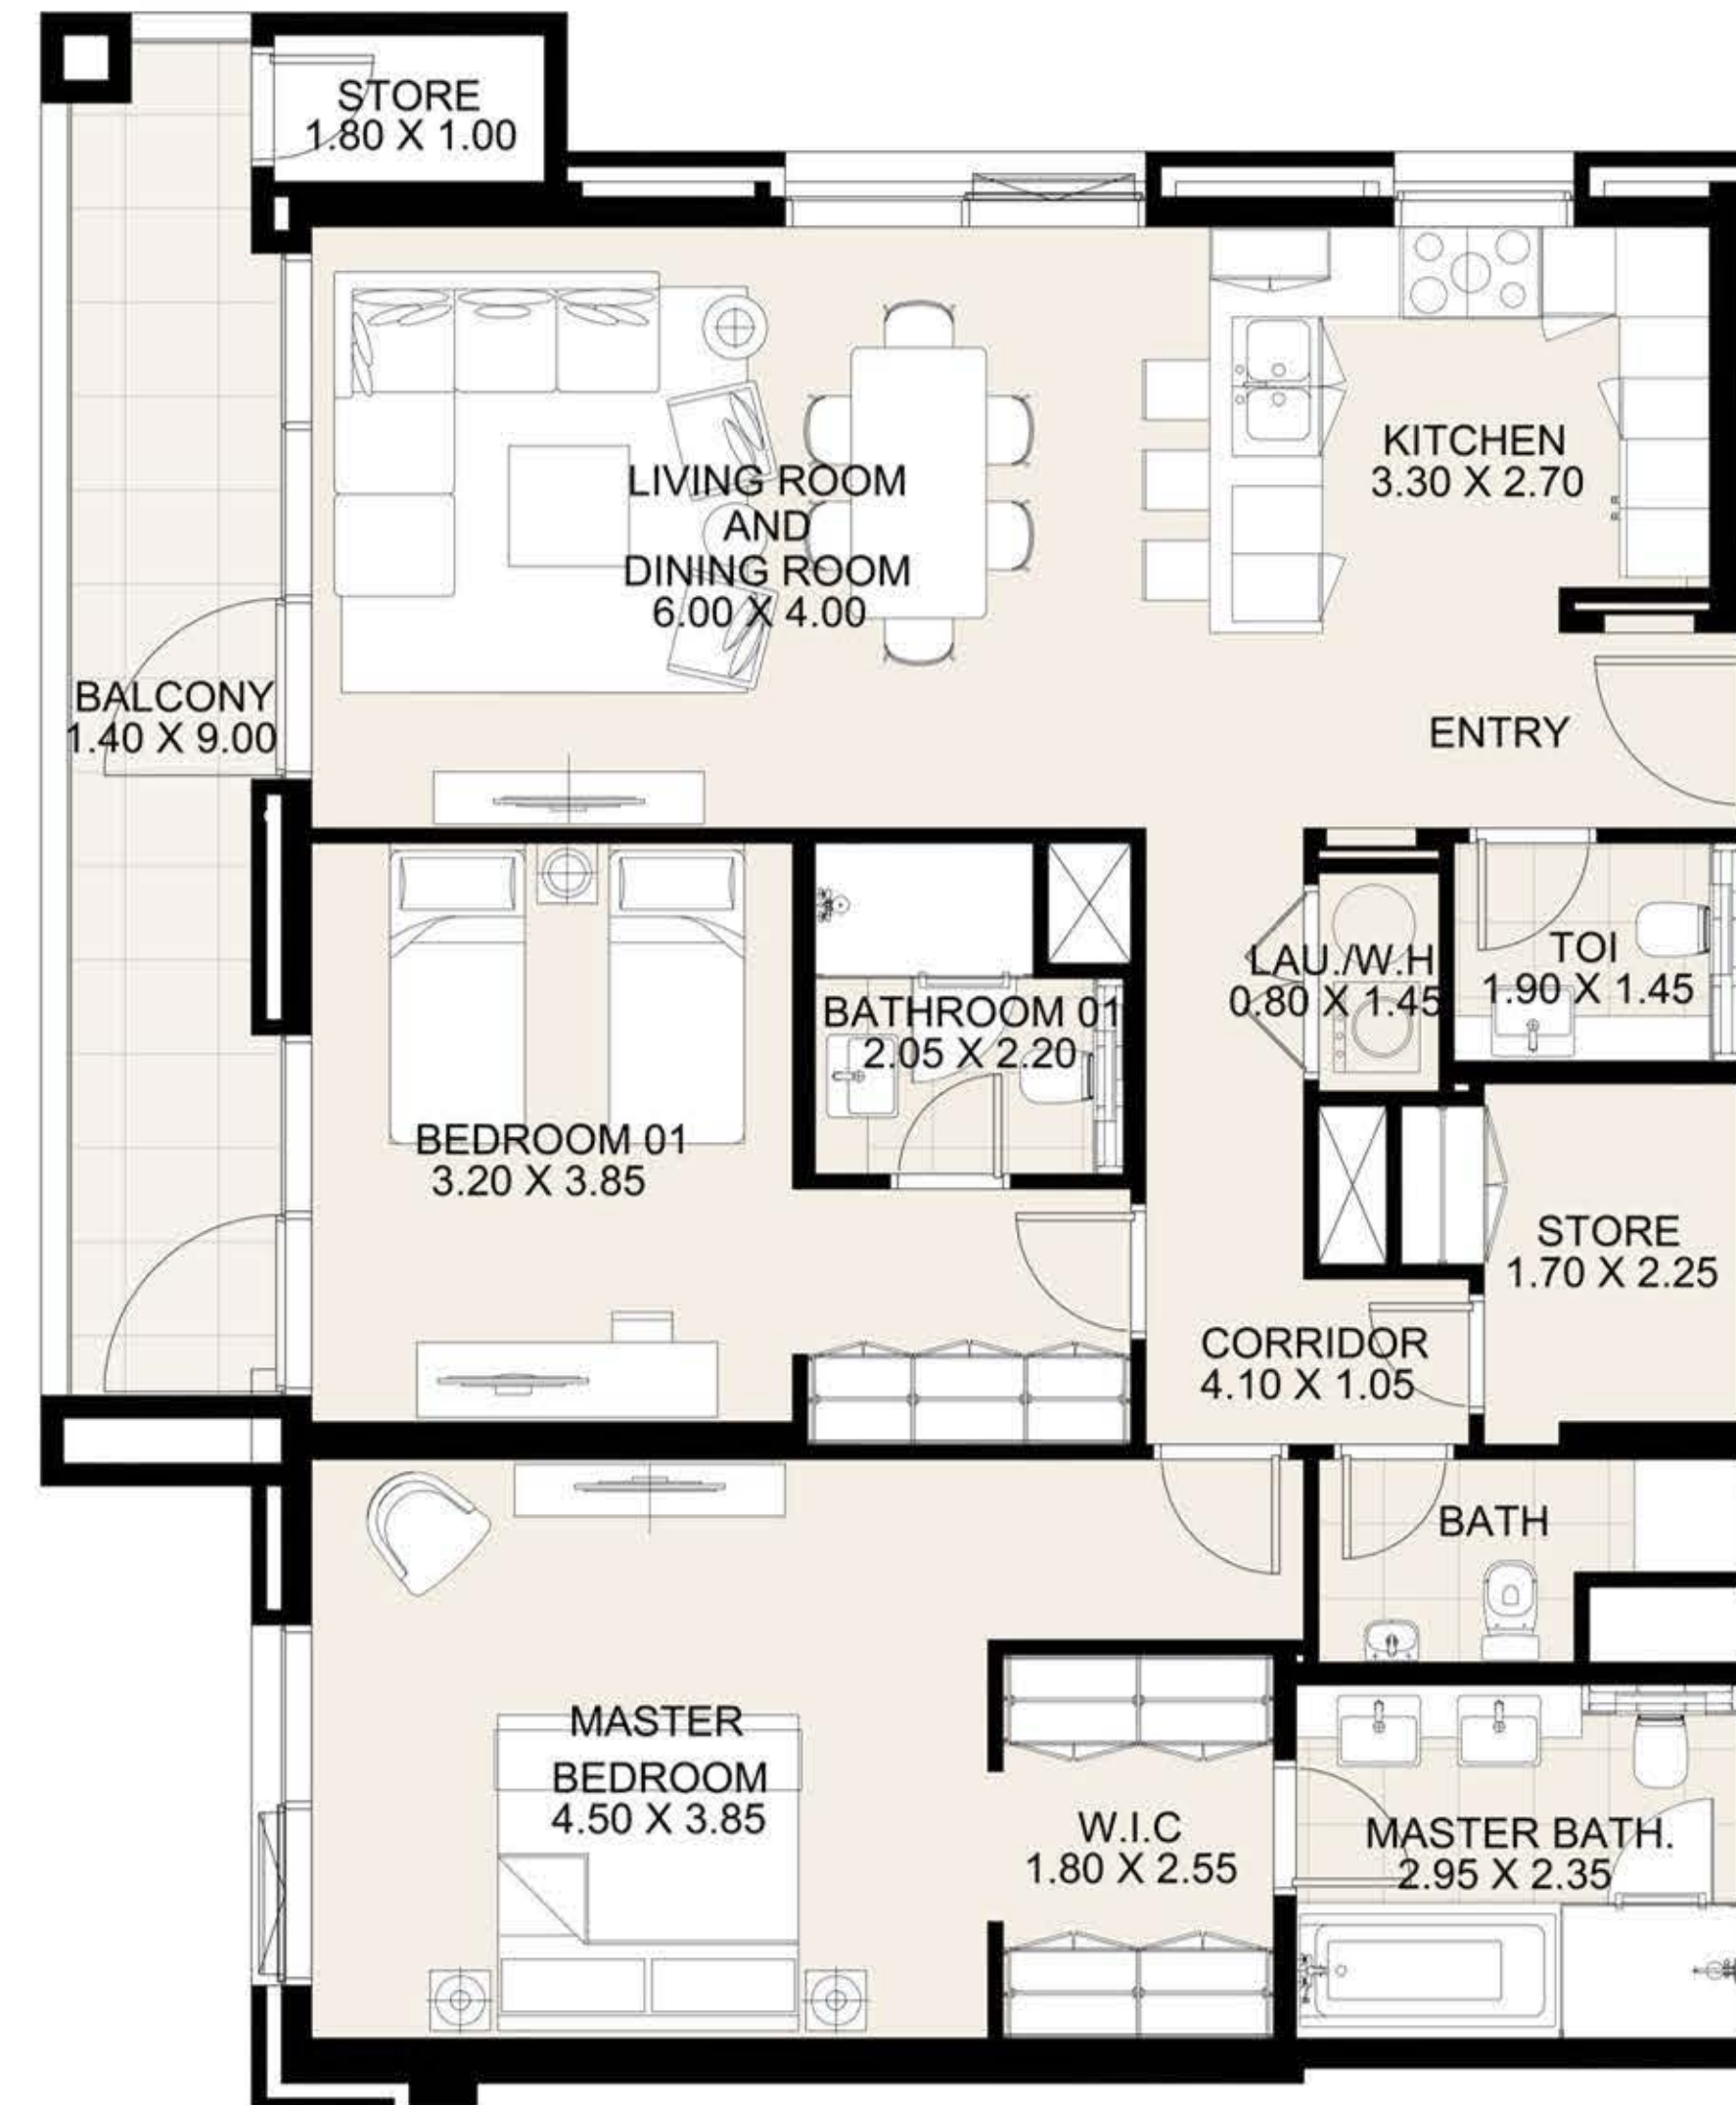 STORE
1.80 X 1.00
LIVING ROOM
AND
DINING ROOM
6.00 X 4.00
KITCHEN
3.30 X 2.70
BALCONY
1.40 X 9.00
ENTRY
LAU./W.H
0.80 X 1.45
TOI
1.90 X 1.45
BATHROOM 01
2.05 X 2.20
BEDROOM 01
3.20 X 3.85
STORE
1.70 X 2.25
CORRIDOR
4.10 X 1.05
BATH
MASTER
BEDROOM
4.50 X 3.85
W.I.C
1.80 X 2.55
MASTER BATH.
2.95 X 2.35